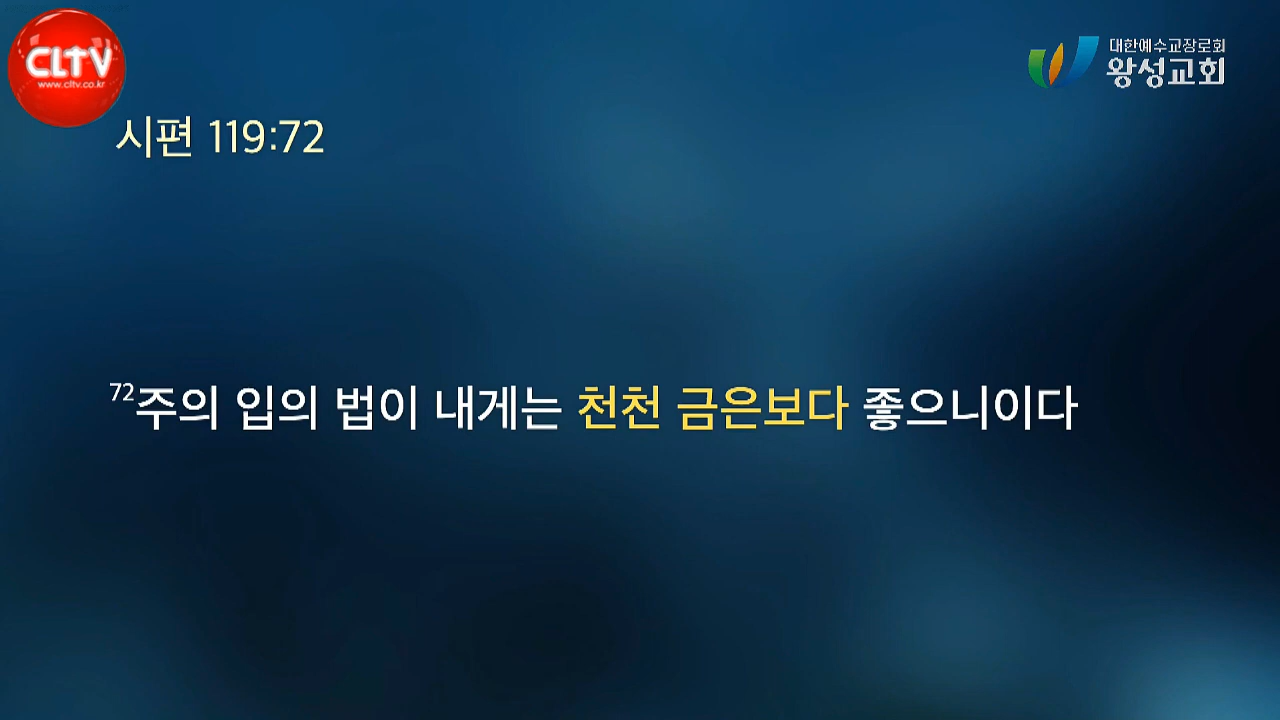 CLTV
www.cltv.co.kr
대한예수교장로회
왕성교회
시편 119:72
72주의 입의 법이 내게는 천천 금은보다 좋으니이다